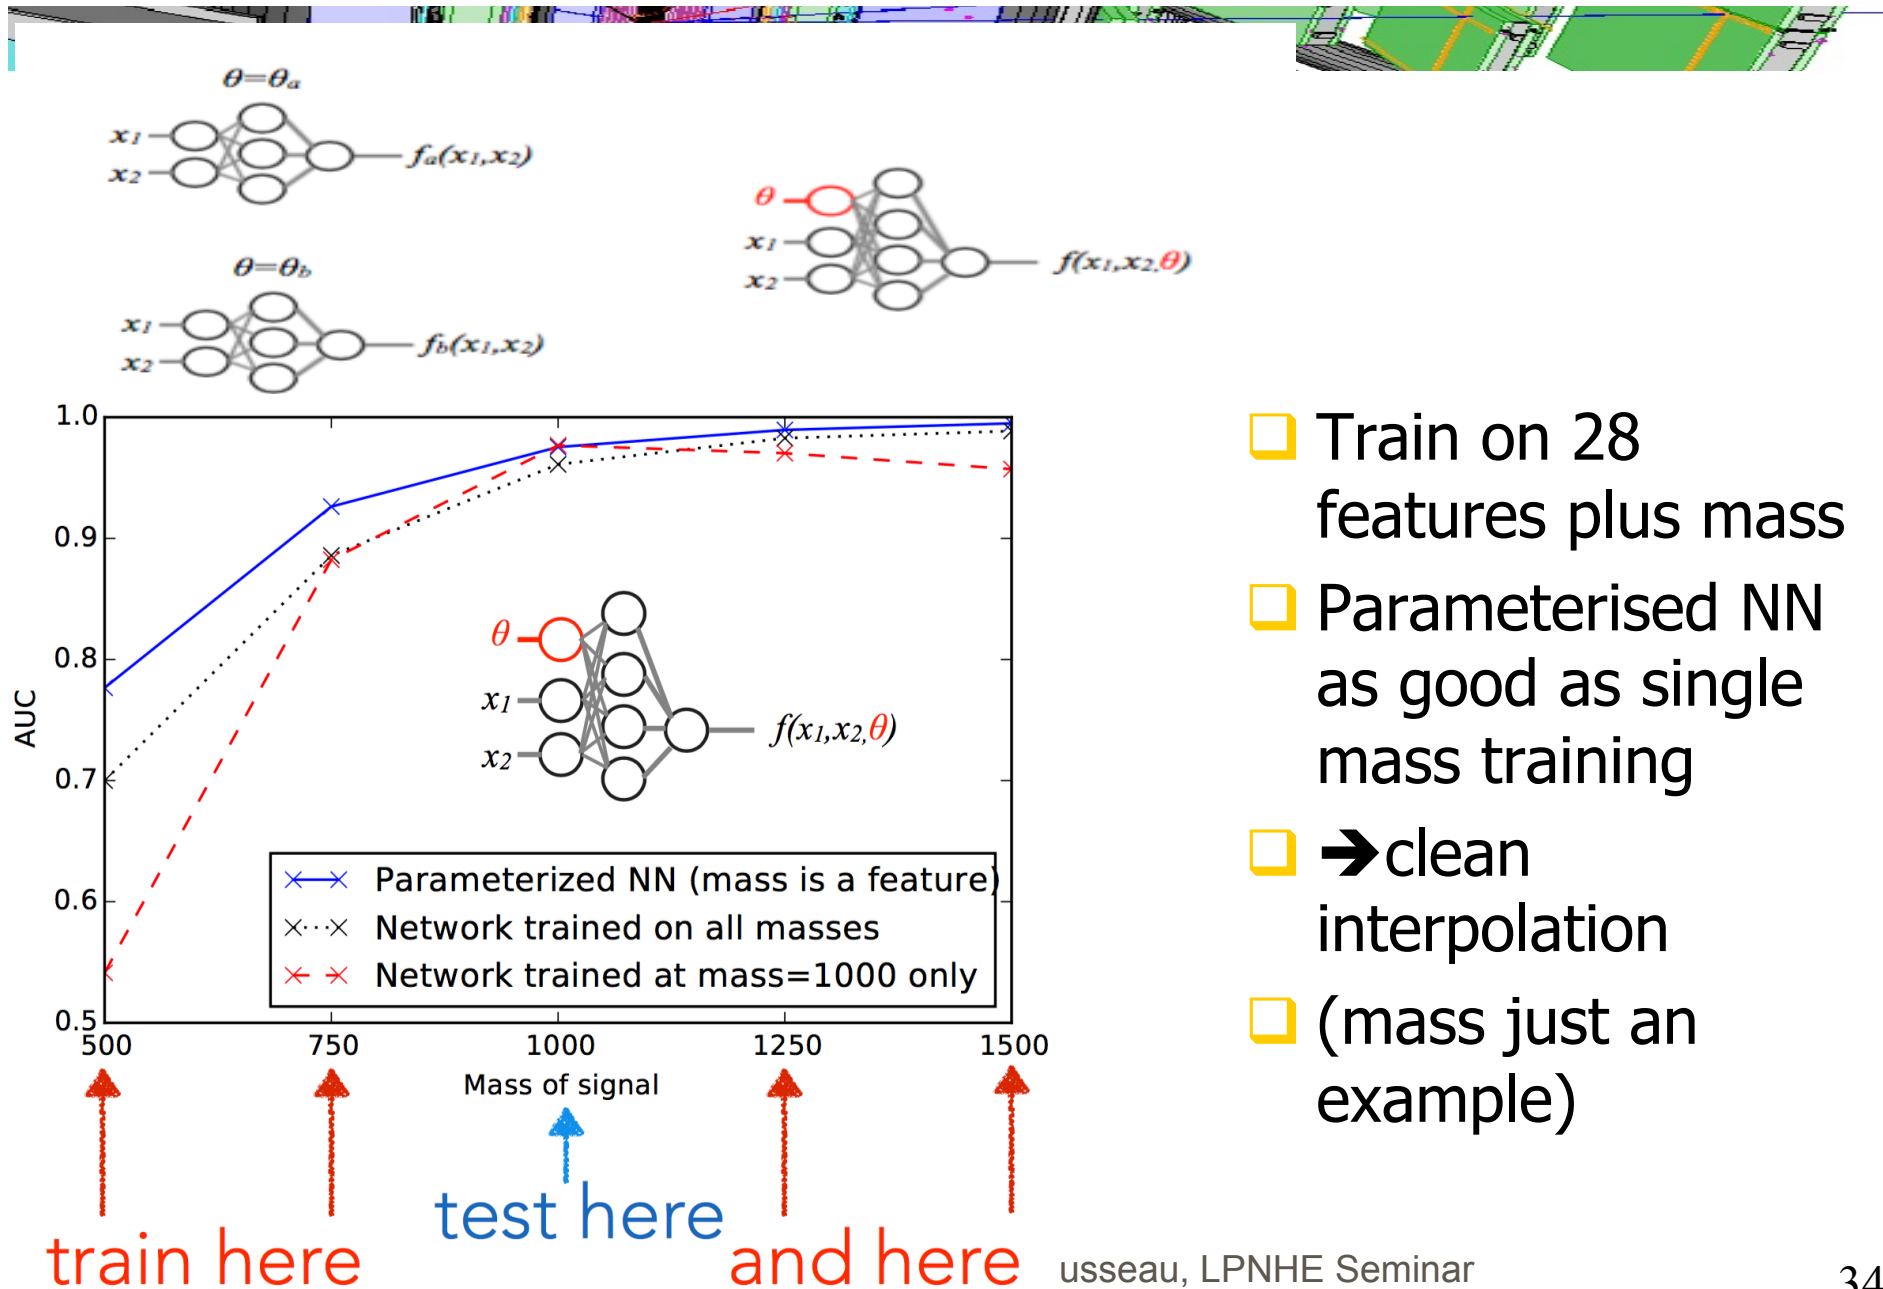 θ=θa
x1
x2
fa(x1,x2)
θ=θb
x1
x2
fb(x1,x2)
θ
x1
x2
f(x1,x2,θ)
1.0
0.9
0.8
0.7
0.6
0.5
AUC
θ
x1
x2
f(x1,x2,θ)
Parameterized NN (mass is a feature)
Network trained on all masses
Network trained at mass=1000 only
500 750 1000 1250 1500
Mass of signal
train here
test here
and here
❑ Train on 28
features plus mass
❑ Parameterised NN
as good as single
mass training
❑ ➔clean
interpolation
❑ (mass just an
example)
usseau, LPNHE Seminar
34